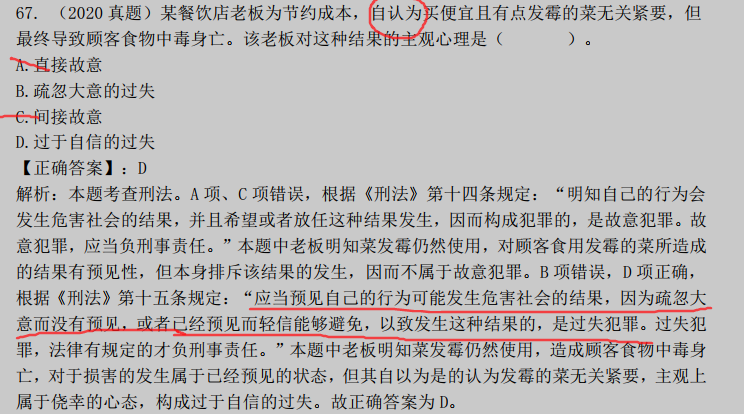 67. （2020 真题）某餐饮店老板为节约成本，自认为买便宜且有点发霉的菜无关紧要，但
最终导致顾客食物中毒身亡。该老板对这种结果的主观心理是（　　　）。
A.直接故意
B.疏忽大意的过失
C.间接故意
D.过于自信的过失
【正确答案】：D
解析：本题考查刑法。A 项、C 项错误，根据《刑法》第十四条规定：“明知自己的行为会
发生危害社会的结果，并且希望或者放任这种结果发生，因而构成犯罪的，是故意犯罪。故
意犯罪，应当负刑事责任。”本题中老板明知菜发霉仍然使用，对顾客食用发霉的菜所造成
的结果有预见性，但本身排斥该结果的发生，因而不属于故意犯罪。B 项错误，D 项正确，
根据《刑法》第十五条规定：“应当预见自己的行为可能发生危害社会的结果，因为疏忽大
意而没有预见，或者已经预见而轻信能够避免，以致发生这种结果的，是过失犯罪。过失犯
罪，法律有规定的才负刑事责任。”本题中老板明知菜发霉仍然使用，造成顾客食物中毒身
亡，对于损害的发生属于已经预见的状态，但其自以为是的认为发霉的菜无关紧要，主观上
属于侥幸的心态，构成过于自信的过失。故正确答案为 D。